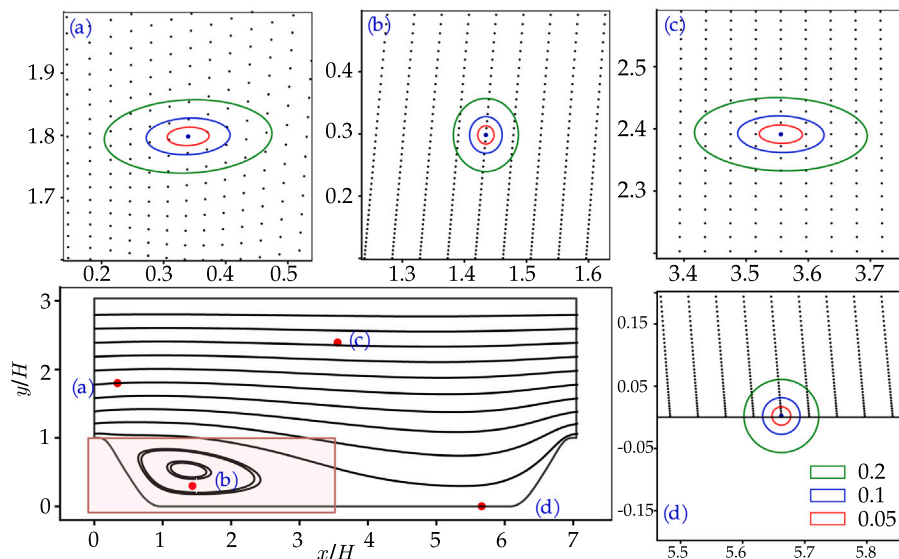 (a)
1.9
1.8
1.7
0.2 0.3 0.4 0.5
(b)
0.4
0.3
0.2
1.3 1.4 1.5 1.6
(c)
2.5
2.4
2.3
3.4 3.5 3.6 3.7
3
2
1
0
y/H
(a)
(b)
(c)
(d)
0 1 2 3 4 5 6 7
x/H
0.15
0.05
-0.05
-0.15
(d)
0.2
0.1
0.05
5.5 5.6 5.7 5.8